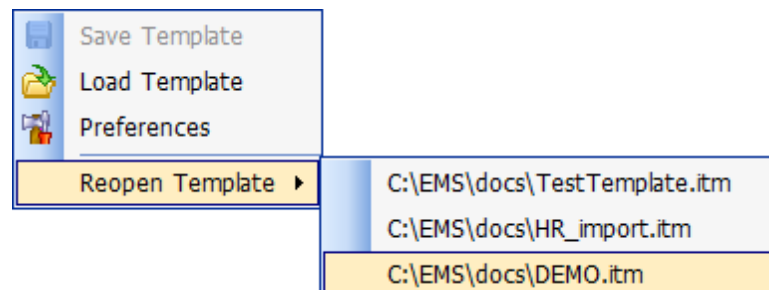 Save Template
Load Template
Preferences
Reopen Template
C:\EMS\docs\TestTemplate.itm
C:\EMS\docs\HR_import.itm
C:\EMS\docs\DEMO.itm